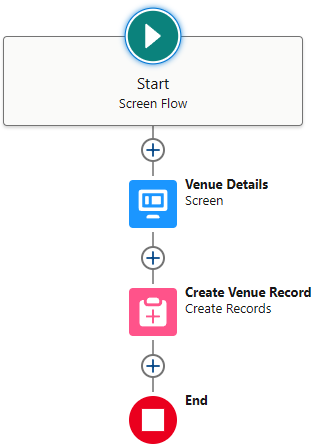 Start
Screen Flow
Venue Details
Screen
Create Venue Record
Create Records
End